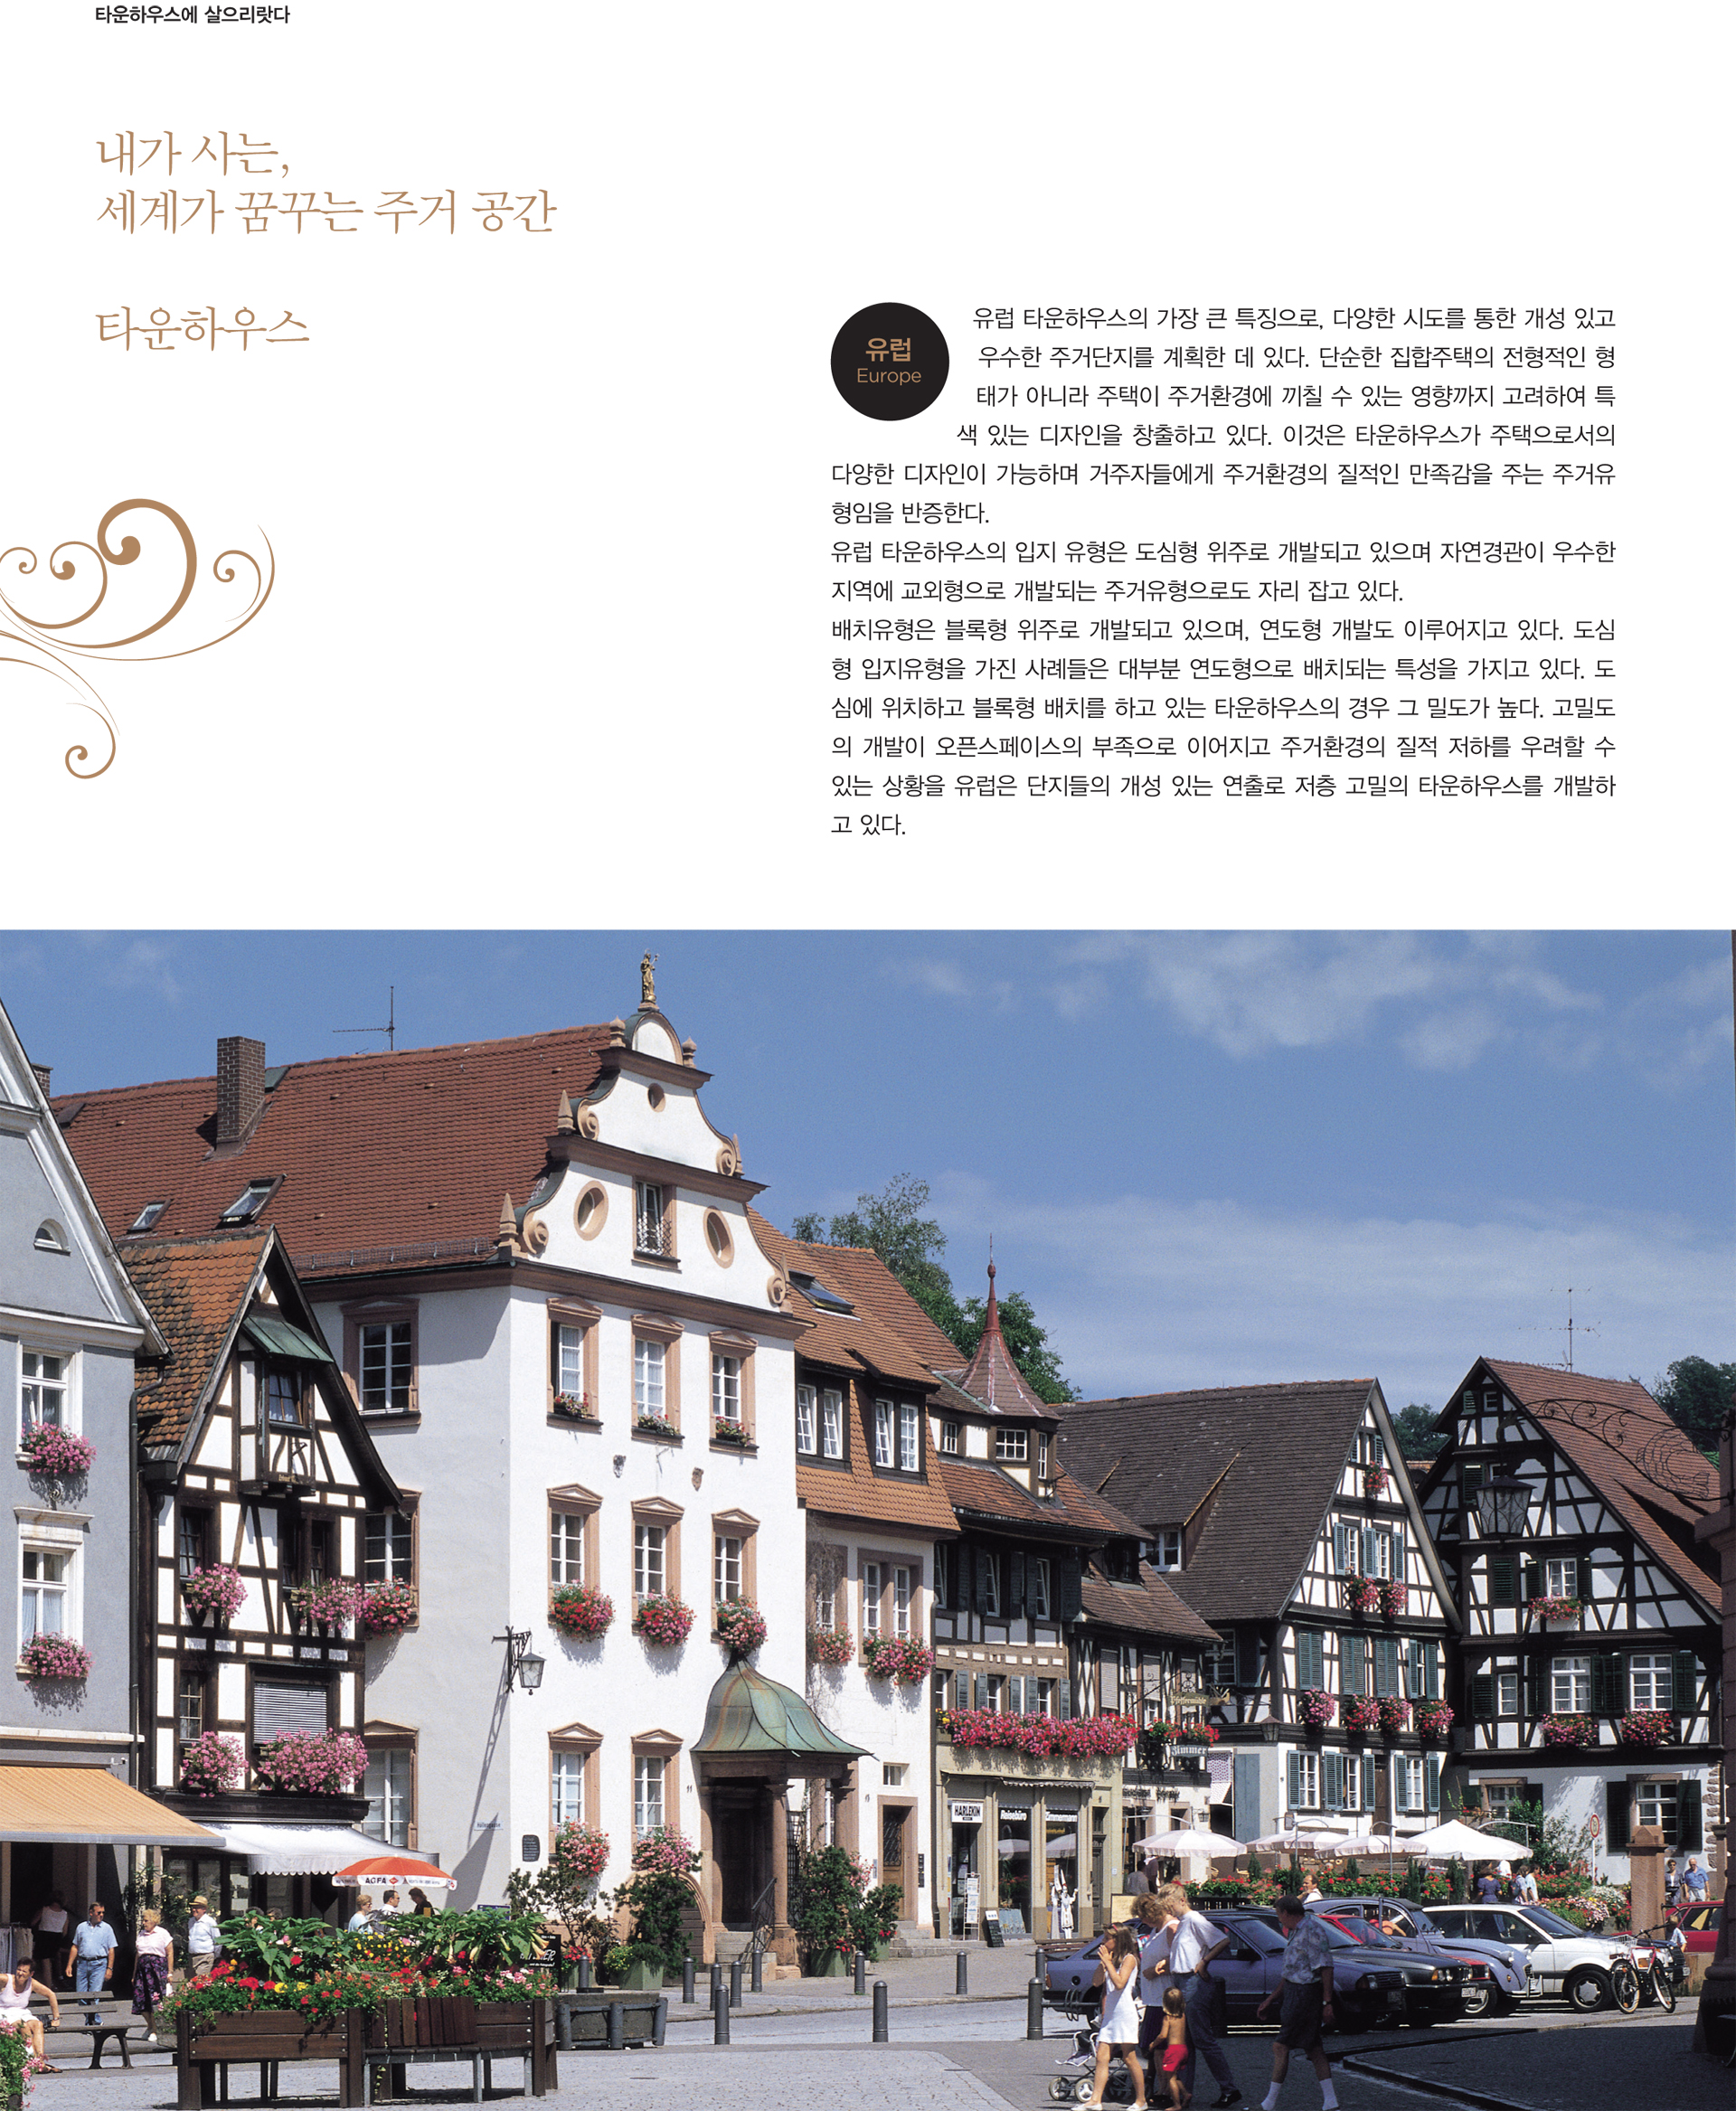 타운하우스에 살으리랏다
내가 사는,
세계가 꿈꾸는 주거 공간
타운하우스
유럽
Europe
유럽 타운하우스의 가장 큰 특징으로, 다양한 시도를 통한 개성 있고
우수한 주거단지를 계획한 데 있다. 단순한 집합주택의 전형적인 형
태가 아니라 주택이 주거환경에 끼칠 수 있는 영향까지 고려하여 특
색 있는 디자인을 창출하고 있다. 이것은 타운하우스가 주택으로서의
다양한 디자인이 가능하며 거주자들에게 주거환경의 질적인 만족감을 주는 주거유
형임을 반증한다.
유럽 타운하우스의 입지 유형은 도심형 위주로 개발되고 있으며 자연경관이 우수한
지역에 교외형으로 개발되는 주거유형으로도 자리 잡고 있다.
배치유형은 블록형 위주로 개발되고 있으며, 연도형 개발도 이루어지고 있다. 도심
형 입지유형을 가진 사례들은 대부분 연도형으로 배치되는 특성을 가지고 있다. 도
심에 위치하고 블록형 배치를 하고 있는 타운하우스의 경우 그 밀도가 높다. 고밀도
의 개발이 오픈스페이스의 부족으로 이어지고 주거환경의 질적 저하를 우려할 수
있는 상황을 유럽은 단지들의 개성 있는 연출로 저층 고밀의 타운하우스를 개발하
고 있다.
Pfeffermühle
Zimmer
HARLEKIN
Reisebüro
AGFA